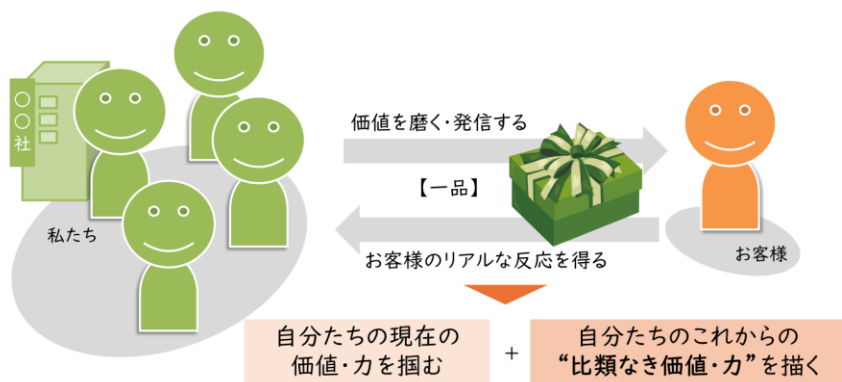 〇〇社
価値を磨く・発信する
【一品】
私たち
お客様のリアルな反応を得る
お客様
自分たちの現在の
価値・力を掴む
+
自分たちのこれからの
“比類なき価値・力”を描く